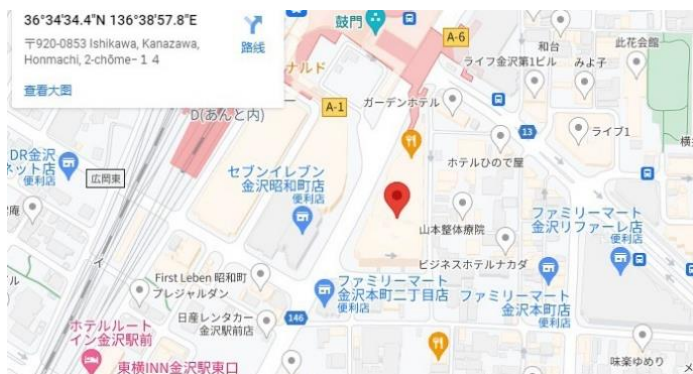 36°34'34.4"N 136°38'57.8"E
〒920-0853 Ishikawa, Kanazawa,
Honmachi, 2-chōme−１４
路线
查看大图
鼓門
A-6
和台
此花会館
ライフ金沢第1ビル
みよ子
ナルド
A-1
ガーデンホテル
D(あんと内)
13
ライブ1
横
DR金沢
ネット店
便利店
広岡東
セブンイレブン
金沢昭和町店
便利店
ホテルひので屋
ファミリーマート
金沢リファーレ店
便利店
庵
山本整体療院
ビジネスホテルナカダ
イ
ル
First Leben 昭和町
プレジャルダン
ファミリーマート
金沢本町二丁目店
便利店
ファミリーマート
金沢本町店
便利店
日産レンタカー
金沢駅前店
146
ホテルルート
イン金沢駅前
東横INN金沢駅東口
味楽ゆめり
メ